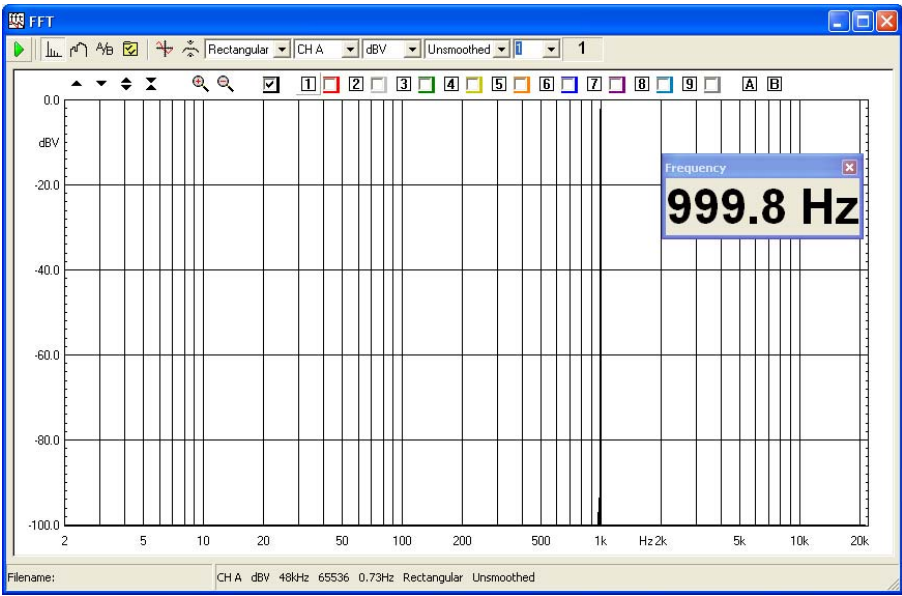 FFT
A/B Rectangular CH A dBV Unsmoothed 1 1
1 2 3 4 5 6 7 8 9 A B
0.0
dBV
-20.0
-40.0
-60.0
-80.0
-100.0
Frequency
999.8 Hz
2 5 10 20 50 100 200 500 1k Hz 2k 5k 10k 20k
Filename: CH A dBV 48kHz 65536 0.73Hz Rectangular Unsmoothed